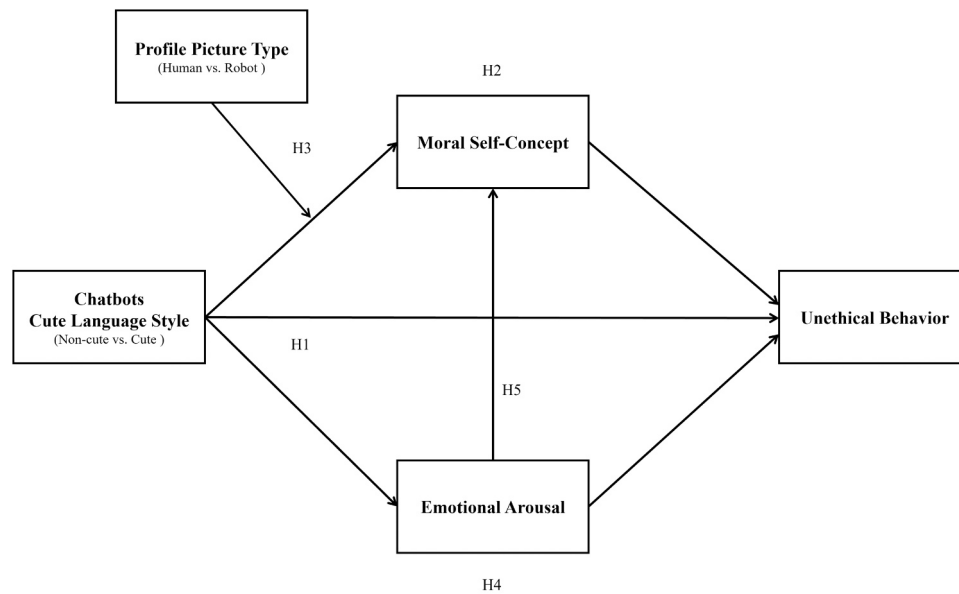 Profile Picture Type
(Human vs. Robot )
H2
Moral Self-Concept
H3
Chatbots
Cute Language Style
(Non-cute vs. Cute )
Unethical Behavior
H1
H5
Emotional Arousal
H4